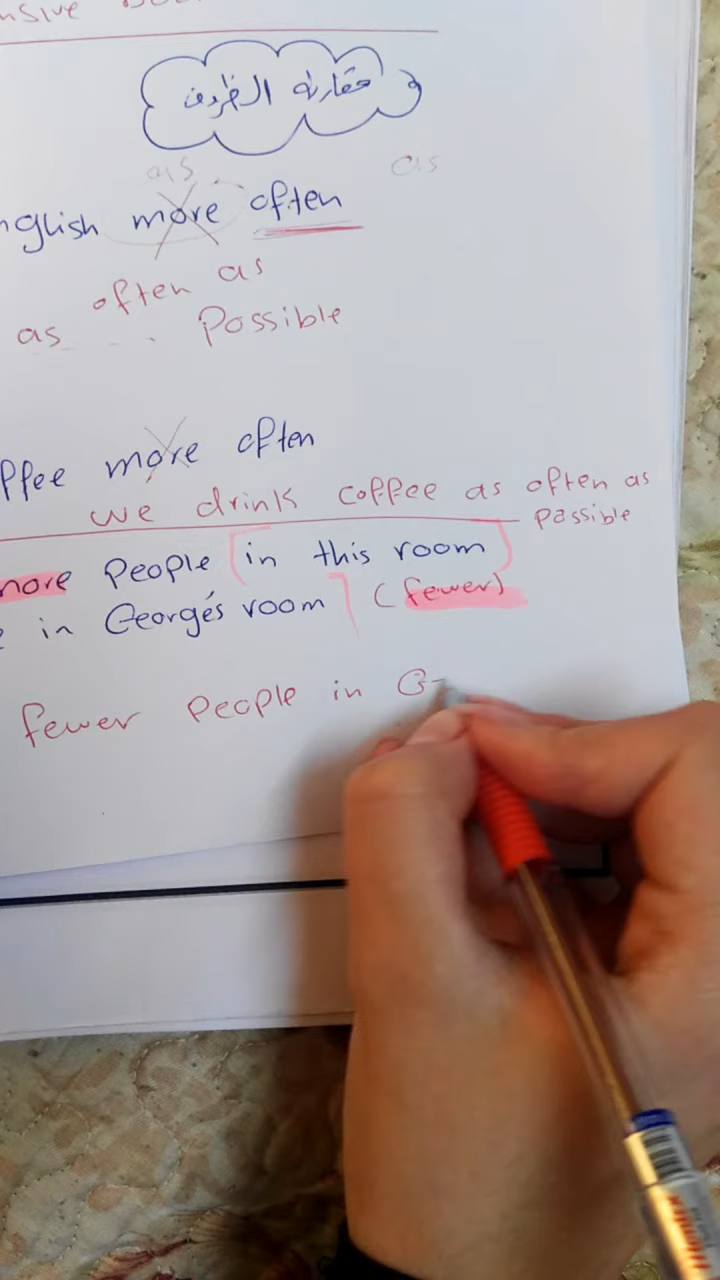 مقارنة الظروف
as as
nglish more often
as often as
as .. . Possible
ffee more often
we drink coffee as often as
possible
more People in this room
in George's room (fewer)
fewer People in G